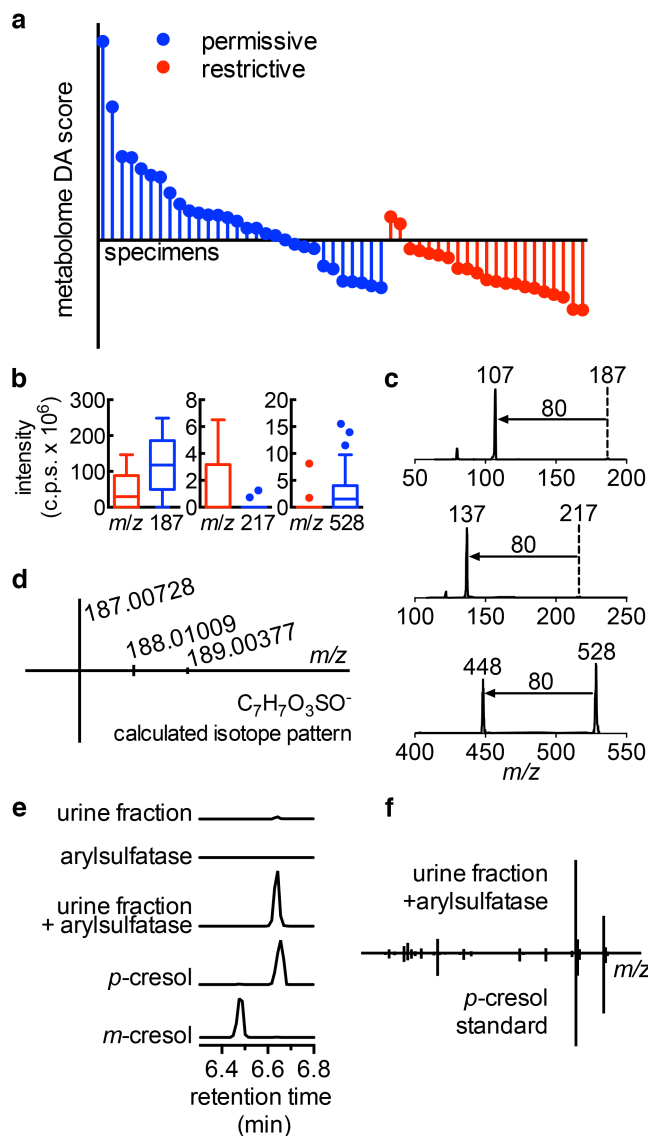 a
permissive
restrictive
metabolome DA score
specimens
b
intensity
(c.p.s. x 10⁶)
300
200
100
0
m/z 187
8
6
4
2
0
m/z 217
20
15
10
5
0
m/z 528
c
107
187
80
50
100
150
200
137
217
80
100
150
200
250
448
528
80
400
450
500
550
m/z
d
187.00728
188.01009
189.00377
m/z
C₇H₇O₃SO⁻
calculated isotope pattern
e
urine fraction
arylsulfatase
urine fraction
+ arylsulfatase
p-cresol
m-cresol
6.4
6.6
6.8
retention time
(min)
f
urine fraction
+arylsulfatase
m/z
p-cresol
standard